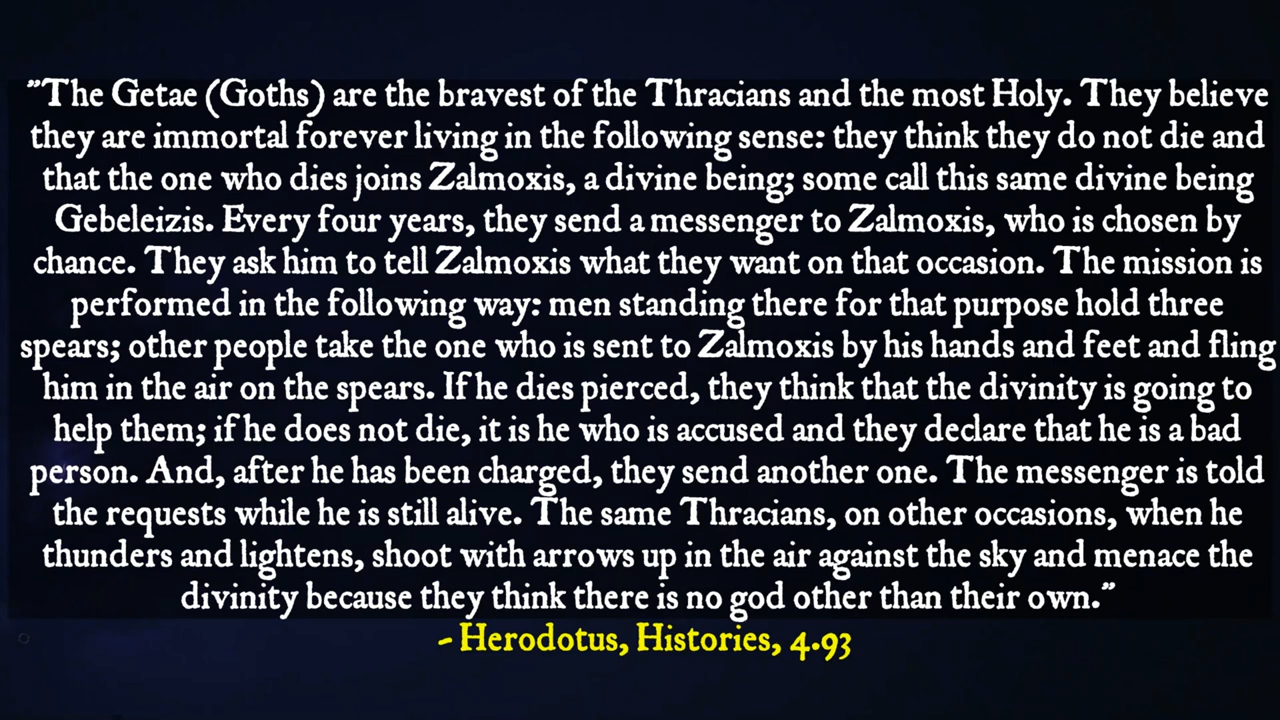 "The Getae (Goths) are the bravest of the Thracians and the most Holy. They believe
they are immortal forever living in the following sense: they think they do not die and
that the one who dies joins Zalmoxis, a divine being; some call this same divine being
Gebeleizis. Every four years, they send a messenger to Zalmoxis, who is chosen by
chance. They ask him to tell Zalmoxis what they want on that occasion. The mission is
performed in the following way: men standing there for that purpose hold three
spears; other people take the one who is sent to Zalmoxis by his hands and feet and fling
him in the air on the spears. If he dies pierced, they think that the divinity is going to
help them; if he does not die, it is he who is accused and they declare that he is a bad
person. And, after he has been charged, they send another one. The messenger is told
the requests while he is still alive. The same Thracians, on other occasions, when he
thunders and lightens, shoot with arrows up in the air against the sky and menace the
divinity because they think there is no god other than their own."
- Herodotus, Histories, 4.93